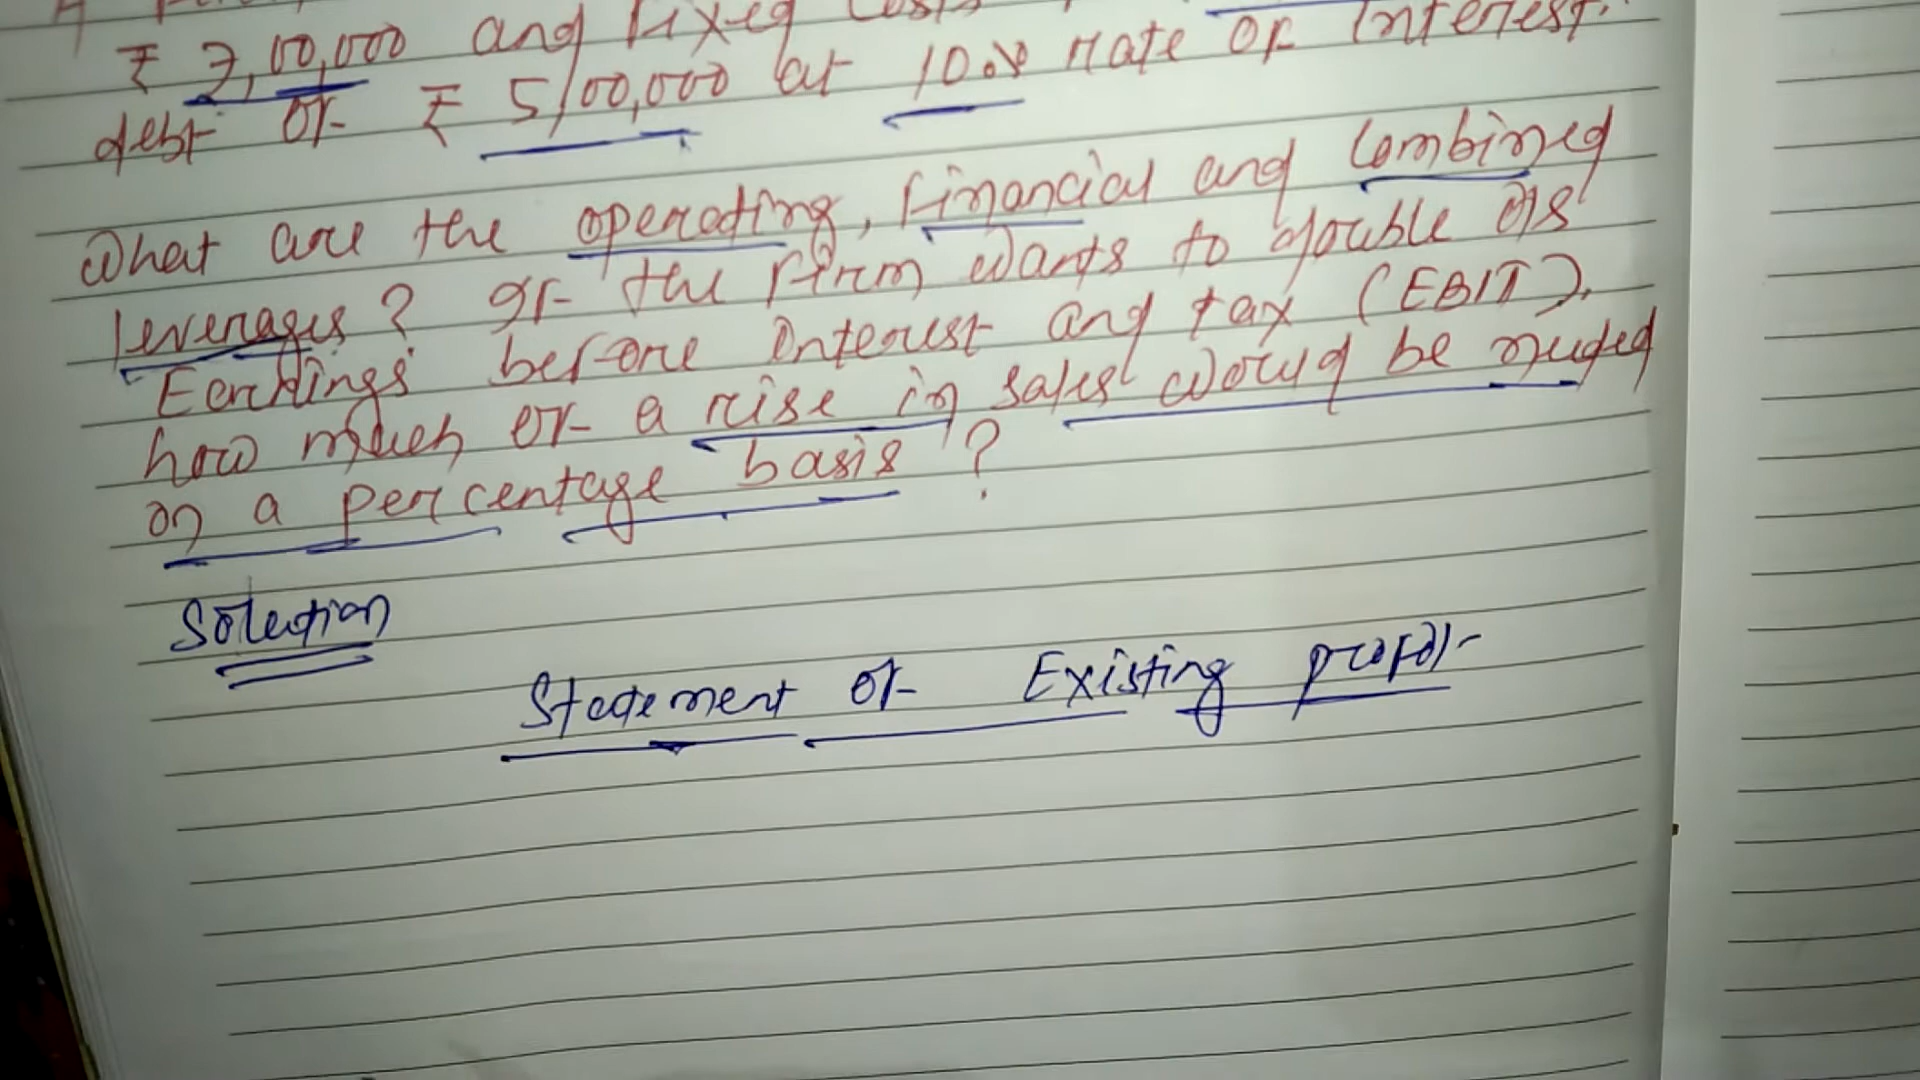 ₹ 7,00,000 and Fixed Costs
debt of ₹ 5,00,000 at 10% rate of interest.
What are the operating, Financial and Combined
leverages? If the Firm wants to double its
Earnings before interest and tax (EBIT),
how much of a rise in sales would be needed
on a percentage basis?
Solution
Statement of Existing profit